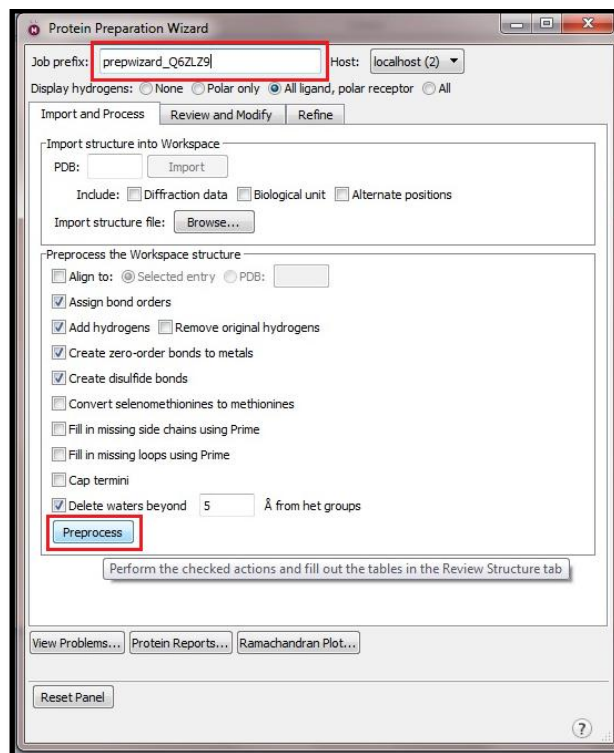 Protein Preparation Wizard
Job prefix: prepwizard_Q6ZLZ9 Host: localhost (2)
Display hydrogens: None Polar only All ligand, polar receptor All
Import and Process Review and Modify Refine
Import structure into Workspace
PDB: Import
Include: Diffraction data Biological unit Alternate positions
Import structure file: Browse...
Preprocess the Workspace structure
Align to: Selected entry PDB:
Assign bond orders
Add hydrogens Remove original hydrogens
Create zero-order bonds to metals
Create disulfide bonds
Convert selenomethionines to methionines
Fill in missing side chains using Prime
Fill in missing loops using Prime
Cap termini
Delete waters beyond 5 Å from het groups
Preprocess
Perform the checked actions and fill out the tables in the Review Structure tab
View Problems... Protein Reports... Ramachandran Plot...
Reset Panel
?